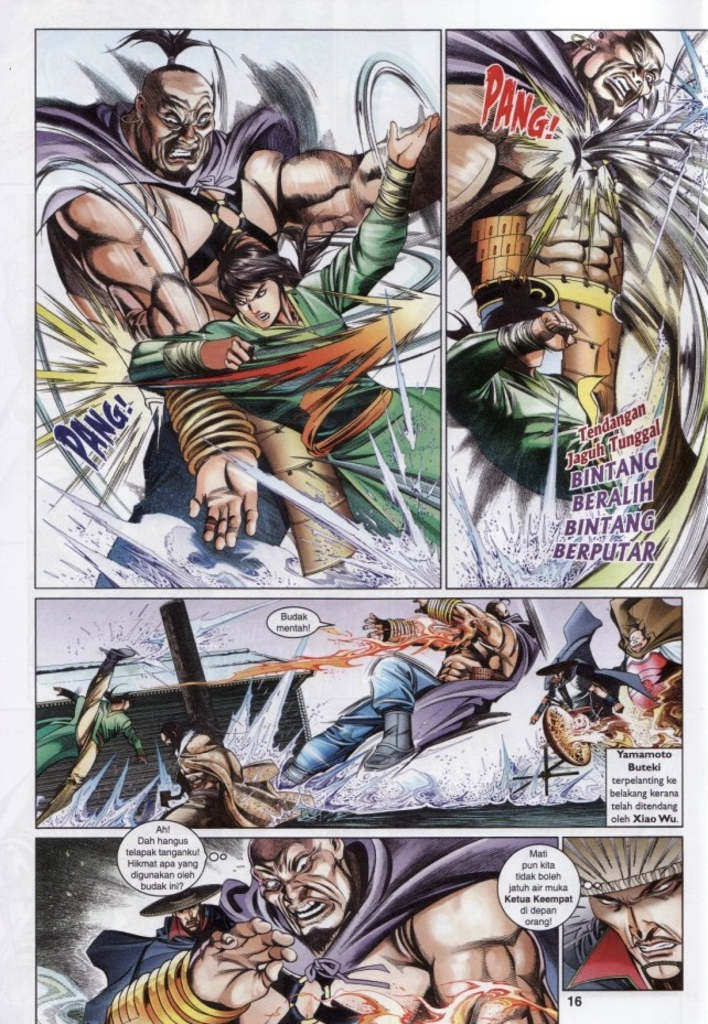 PANG!
PANG!
Tendangan
Jaguh Tunggal
BINTANG
BERALIH
BINTANG
BERPUTAR
Budak
mentah!
Yamamoto
Buteki
terpelanting ke
belakang kerana
telah ditendang
oleh Xiao Wu.
Ah!
Dah hangus
telapak tanganku!
Hikmat apa yang
digunakan oleh
budak ini?
Mati
pun kita
tidak boleh
jatuh air muka
Ketua Keempat
di depan
orang!
16